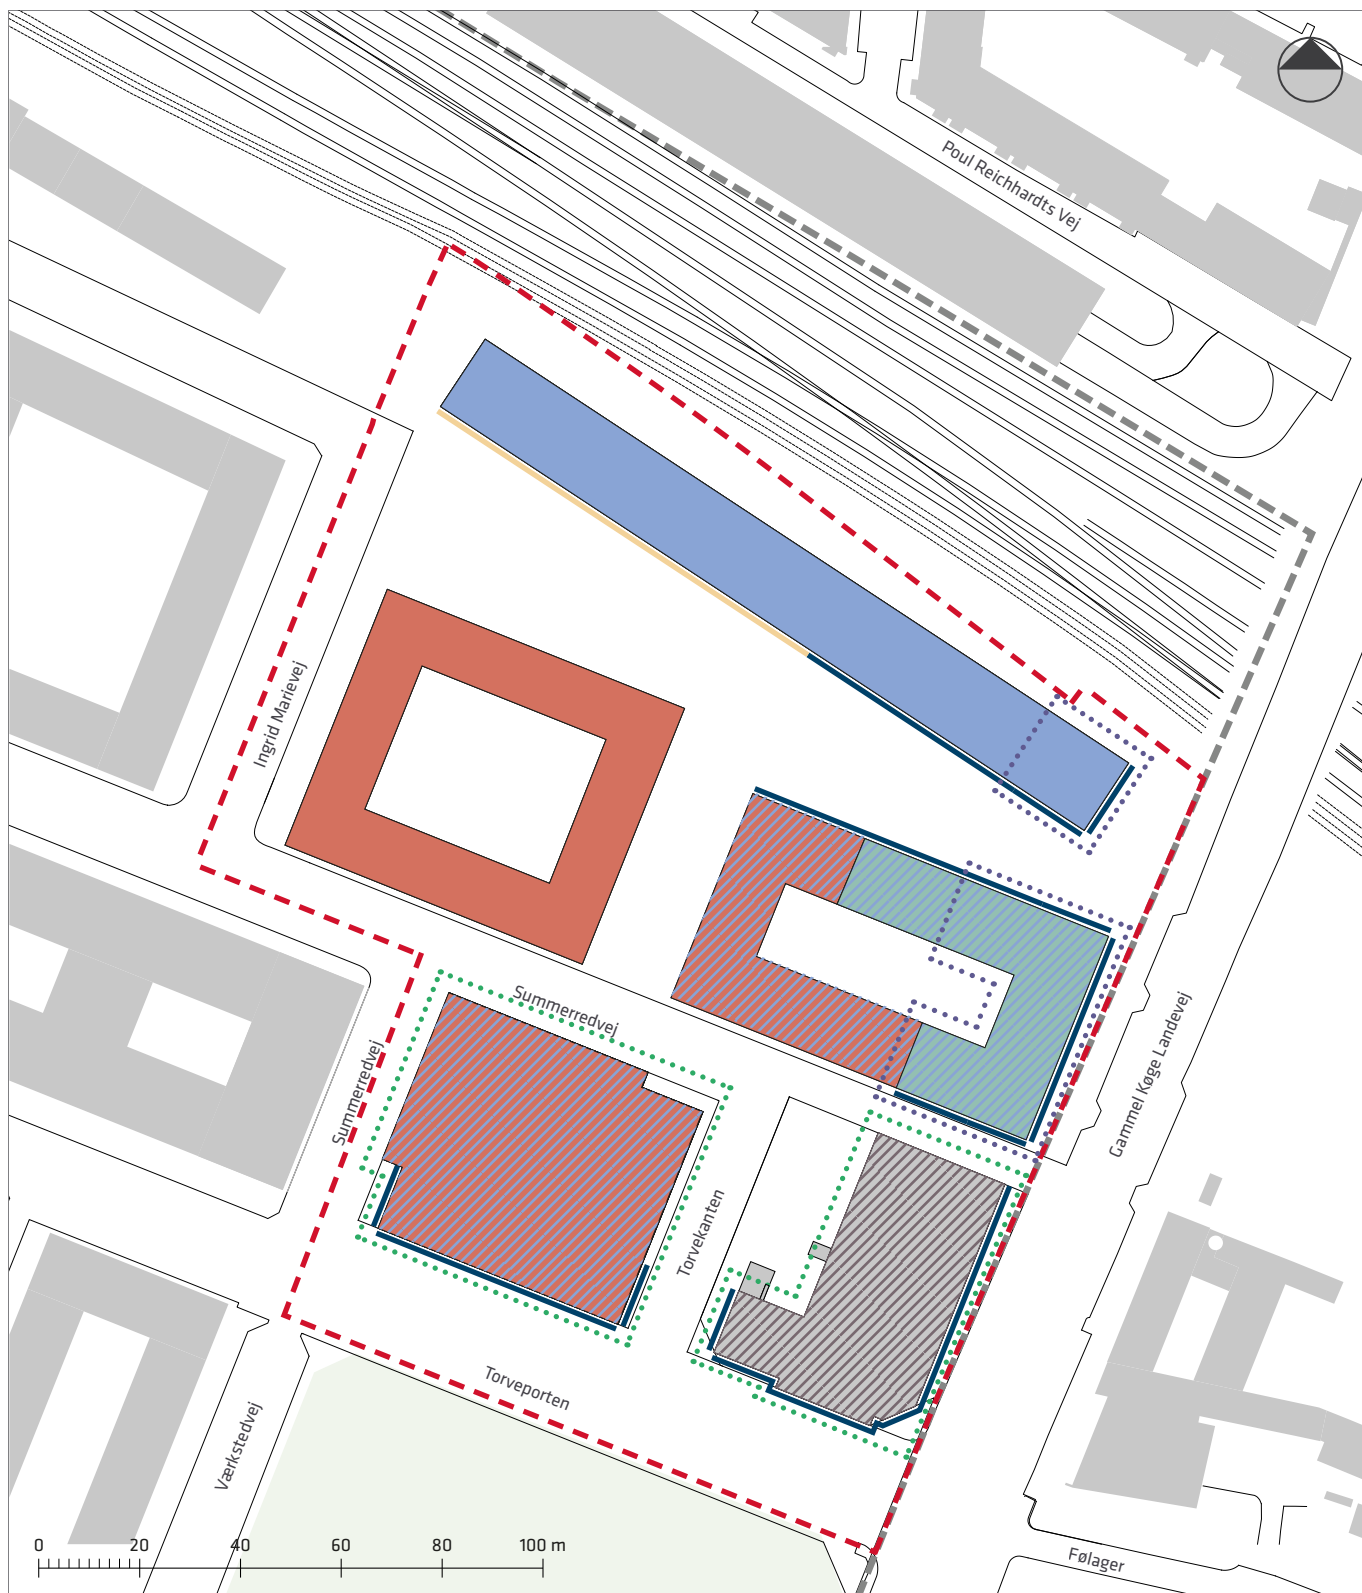 Poul Reichhardts Vej
Ingrid Marievej
Summerredvej
Summerredvej
Gammel Køge Landevej
Torvekanten
Torveporten
Værkstedvej
Følager
0 20 40 60 80 100 m